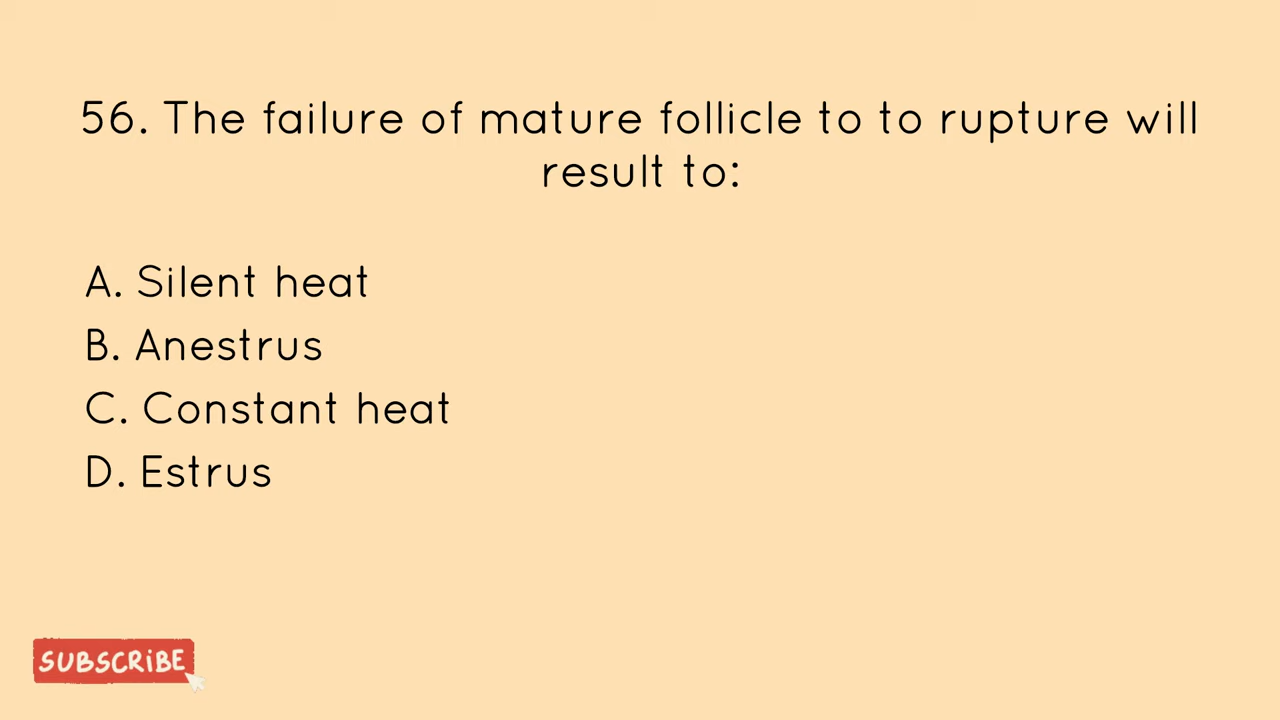 56. The failure of mature follicle to to rupture will
result to:
A. Silent heat
B. Anestrus
C. Constant heat
D. Estrus
SUBSCRiBE